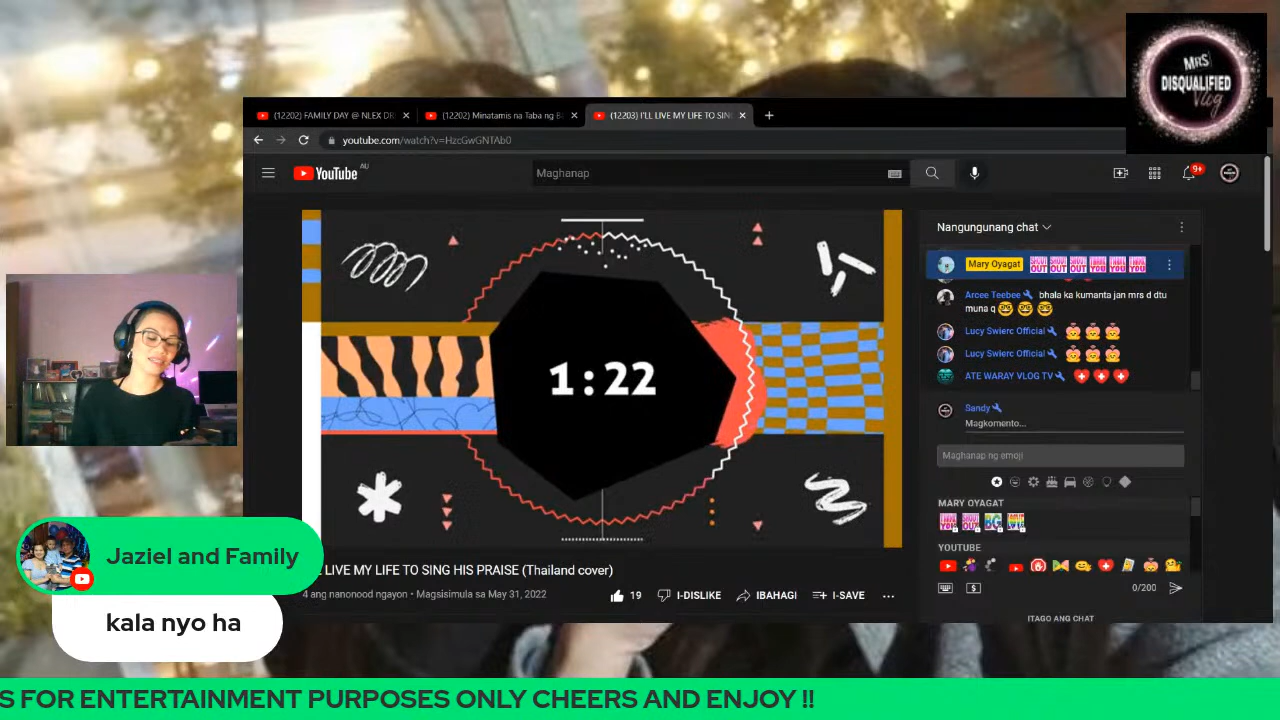 MRS
DISQUALIFIED
Vlog
(12202) FAMILY DAY @ NLEX DR
(12202) Minatamis na Taba ng B
(12203) I'LL LIVE MY LIFE TO SIN
youtube.com/watch?v=HzcGwGNTAb0
YouTube AU
Maghanap
9+
1:22
Nangungunang chat
Mary Oyagat
Arcee Teebee bhala ka kumanta jan mrs d dtu
muna q
Lucy Swierc Official
Lucy Swierc Official
ATE WARAY VLOG TV
Sandy
Magkomento...
Maghanap ng emoji
MARY OYAGAT
YOUTUBE
0/200
ITAGO ANG CHAT
LIVE MY LIFE TO SING HIS PRAISE (Thailand cover)
4 ang nanonood ngayon • Magsisimula sa May 31, 2022
19
I-DISLIKE
IBAHAGI
I-SAVE
Jaziel and Family
kala nyo ha
S FOR ENTERTAINMENT PURPOSES ONLY CHEERS AND ENJOY !!